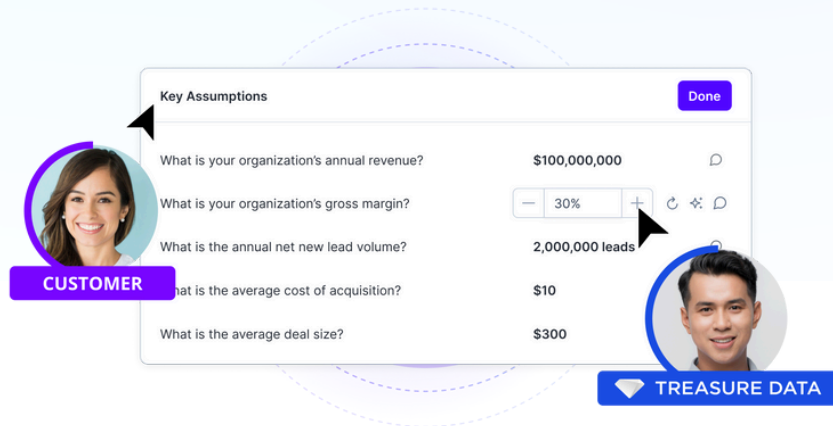 Key Assumptions
Done
What is your organization's annual revenue?
$100,000,000
What is your organization's gross margin?
30%
What is the annual net new lead volume?
2,000,000 leads
CUSTOMER
hat is the average cost of acquisition?
$10
What is the average deal size?
$300
TREASURE DATA